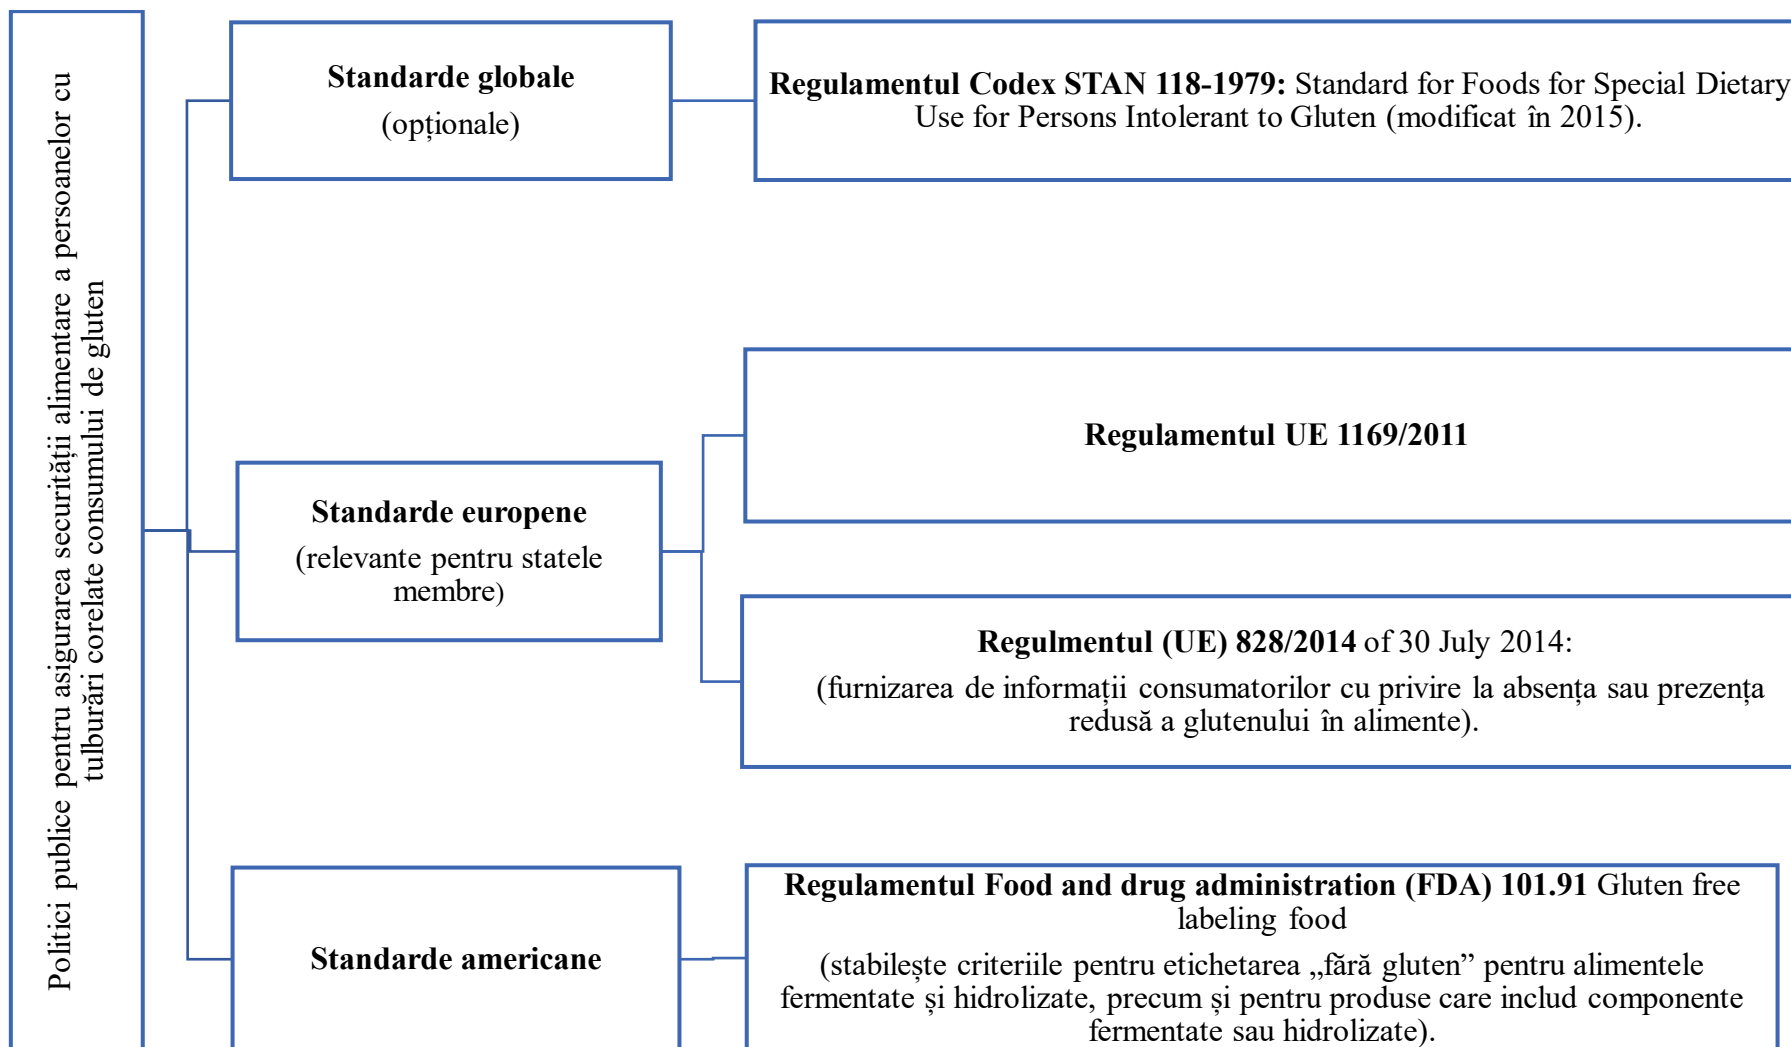 Politici publice pentru asigurarea securității alimentare a persoanelor cu
tulburări corelate consumului de gluten
Standarde globale
(opționale)
Regulamentul Codex STAN 118-1979: Standard for Foods for Special Dietary
Use for Persons Intolerant to Gluten (modificat în 2015).
Standarde europene
(relevante pentru statele
membre)
Regulamentul UE 1169/2011
Regulmentul (UE) 828/2014 of 30 July 2014:
(furnizarea de informații consumatorilor cu privire la absența sau prezența
redusă a glutenului în alimente).
Standarde americane
Regulamentul Food and drug administration (FDA) 101.91 Gluten free
labeling food
(stabilește criteriile pentru etichetarea „fără gluten” pentru alimentele
fermentate și hidrolizate, precum și pentru produse care includ componente
fermentate sau hidrolizate).